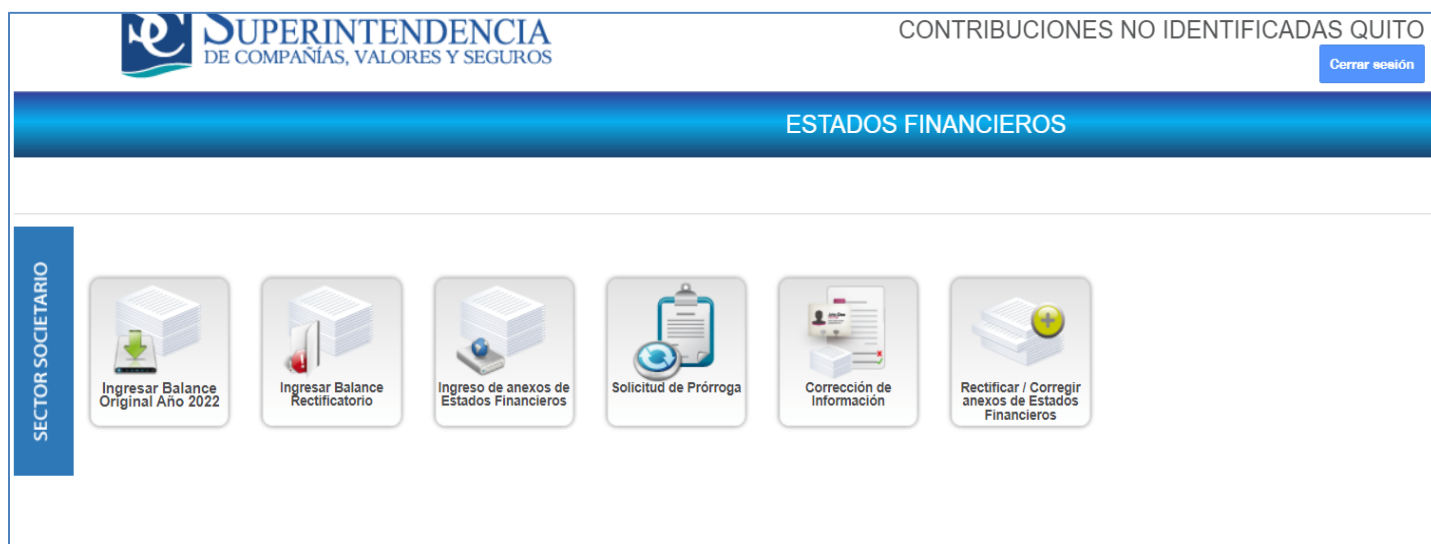 SUPERINTENDENCIA
DE COMPAÑÍAS, VALORES Y SEGUROS
CONTRIBUCIONES NO IDENTIFICADAS QUITO
Cerrar sesión
ESTADOS FINANCIEROS
SECTOR SOCIETARIO
Ingresar Balance
Original Año 2022
Ingresar Balance
Rectificatorio
Ingreso de anexos de
Estados Financieros
Solicitud de Prórroga
Corrección de
Información
Rectificar / Corregir
anexos de Estados
Financieros